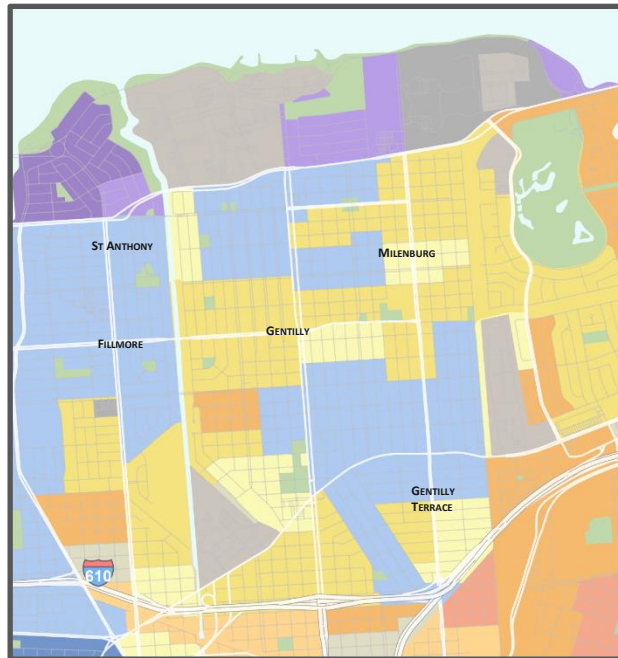 ST ANTHONY
MILENBURG
GENTILLY
FILLMORE
GENTILLY
TERRACE
610